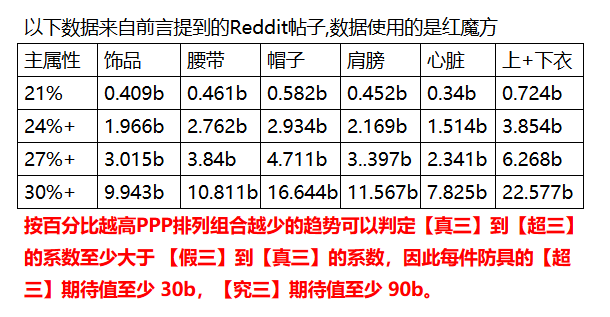 以下数据来自前言提到的Reddit帖子,数据使用的是红魔方
主属性 饰品 腰带 帽子 肩膀 心脏 上+下衣
21% 0.409b 0.461b 0.582b 0.452b 0.34b 0.724b
24%+ 1.966b 2.762b 2.934b 2.169b 1.514b 3.854b
27%+ 3.015b 3.84b 4.711b 3..397b 2.341b 6.268b
30%+ 9.943b 10.811b 16.644b 11.567b 7.825b 22.577b
按百分比越高PPP排列组合越少的趋势可以判定【真三】到【超三】
的系数至少大于 【假三】到【真三】的系数，因此每件防具的【超
三】期待值至少 30b，【究三】期待值至少 90b。